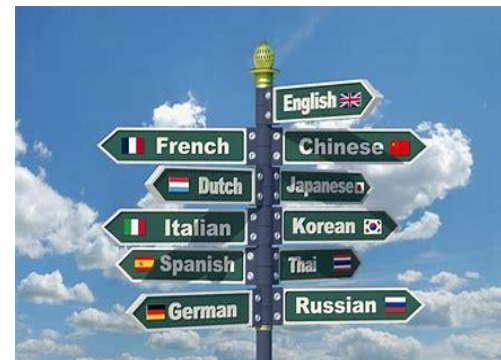 English
French
Chinese
Dutch
Japanese
Italian
Korean
Spanish
Thai
German
Russian